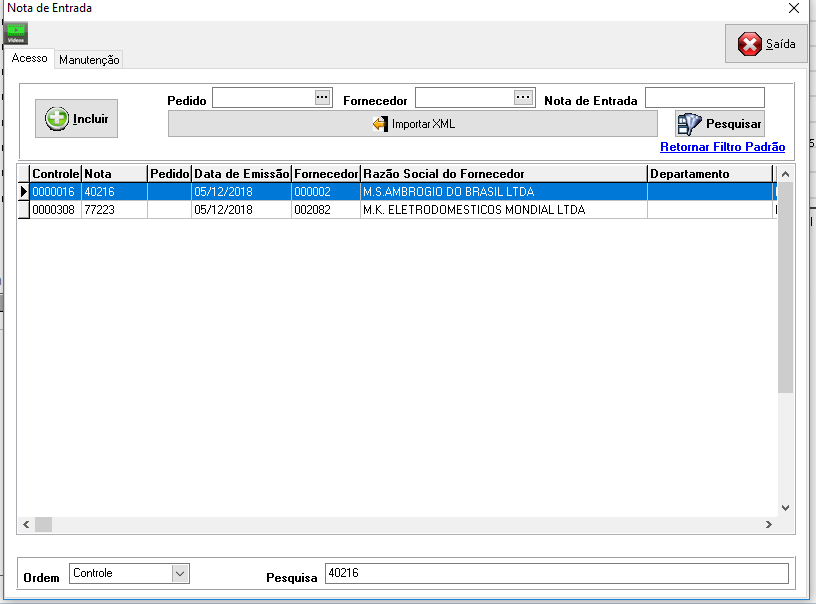 Nota de Entrada
Vídeos
Saída
Acesso Manutenção
Incluir
Pedido ... Fornecedor ... Nota de Entrada
Importar XML
Pesquisar
Retornar Filtro Padrão
Controle Nota Pedido Data de Emissão Fornecedor Razão Social do Fornecedor Departamento
0000016 40216 05/12/2018 000002 M.S.AMBROGIO DO BRASIL LTDA
0000308 77223 05/12/2018 002082 M.K. ELETRODOMESTICOS MONDIAL LTDA
Ordem Controle Pesquisa 40216